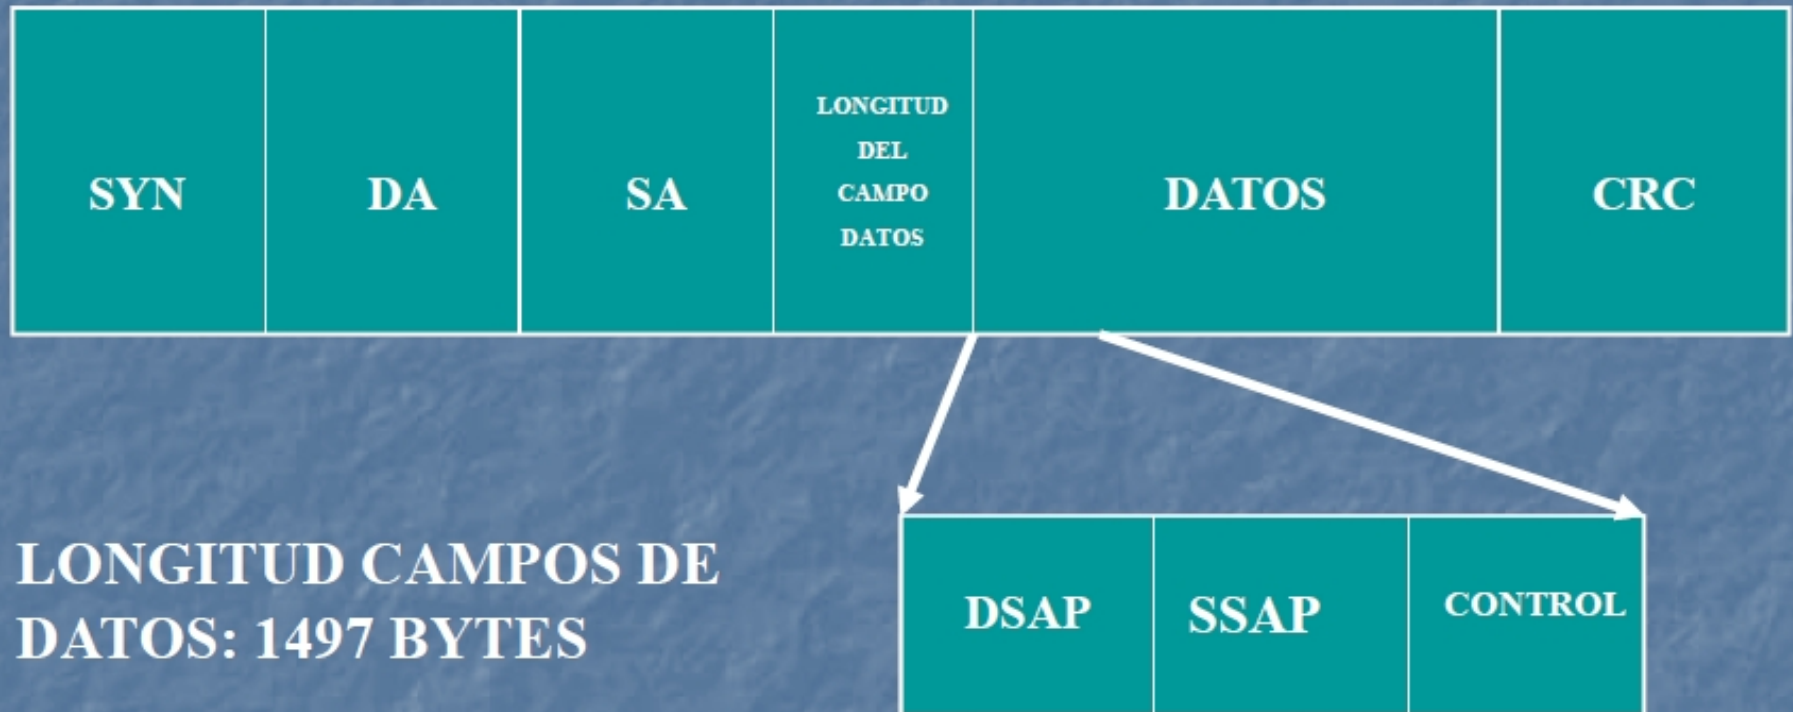 SYN
DA
SA
LONGITUD
DEL
CAMPO
DATOS
DATOS
CRC
LONGITUD CAMPOS DE
DATOS: 1497 BYTES
DSAP
SSAP
CONTROL